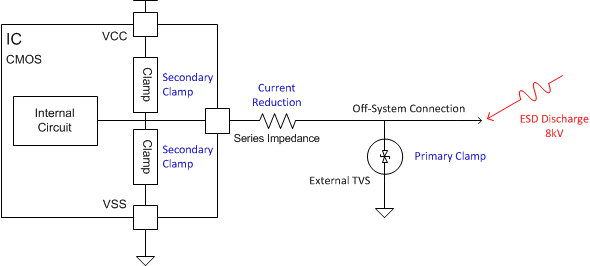 IC
CMOS
VCC
Clamp
Secondary
Clamp
Internal
Circuit
Clamp
Secondary
Clamp
VSS
Current
Reduction
Series Impedance
Off-System Connection
External TVS
Primary Clamp
ESD Discharge
8kV